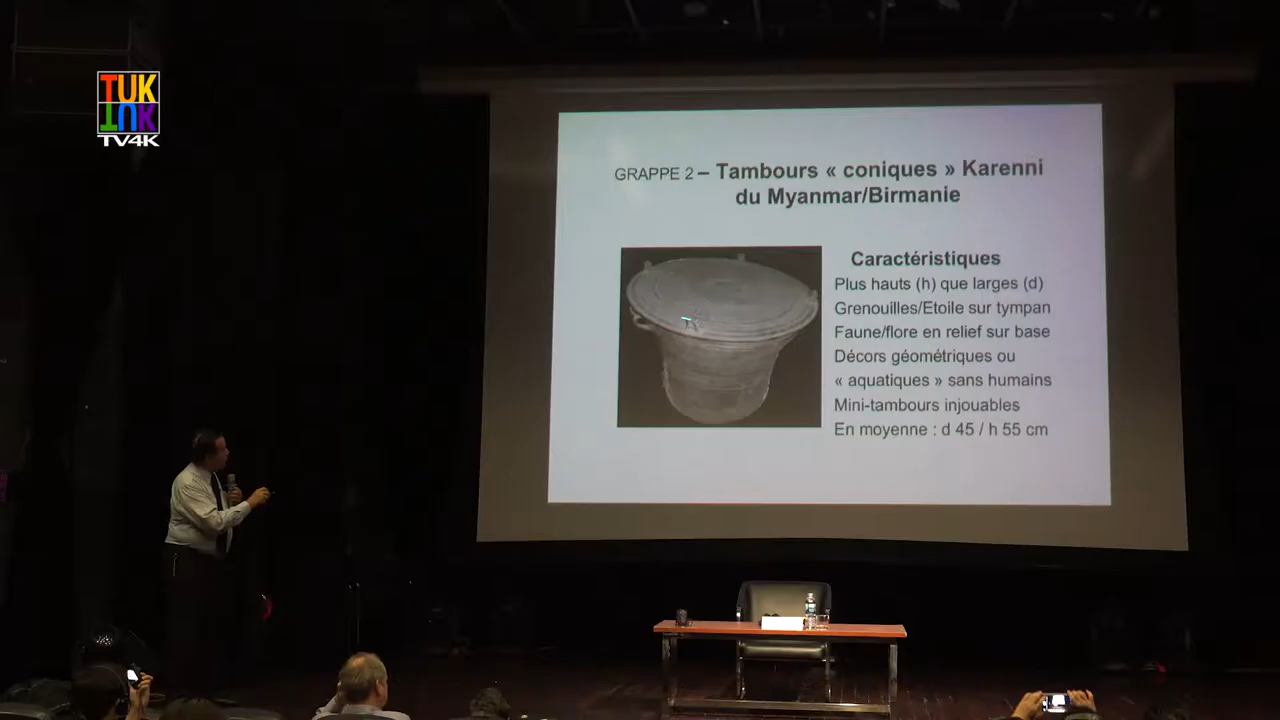 TUK
TUK
TV4K
GRAPPE 2 – Tambours « coniques » Karenni
du Myanmar/Birmanie
Caractéristiques
Plus hauts (h) que larges (d)
Grenouilles/Etoile sur tympan
Faune/flore en relief sur base
Décors géométriques ou
« aquatiques » sans humains
Mini-tambours injouables
En moyenne : d 45 / h 55 cm